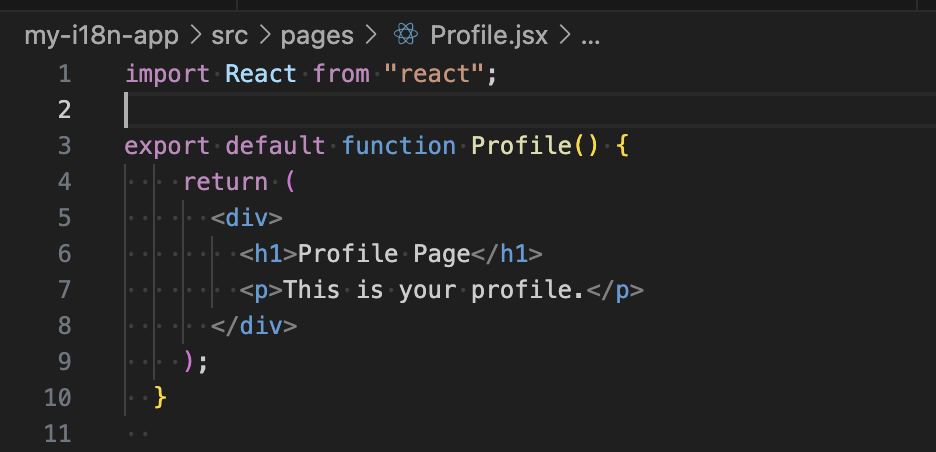 my-i18n-app > src > pages > Profile.jsx > ...
1 import React from "react";
2
3 export default function Profile() {
4     return (
5       <div>
6         <h1>Profile Page</h1>
7         <p>This is your profile.</p>
8       </div>
9     );
10   }
11